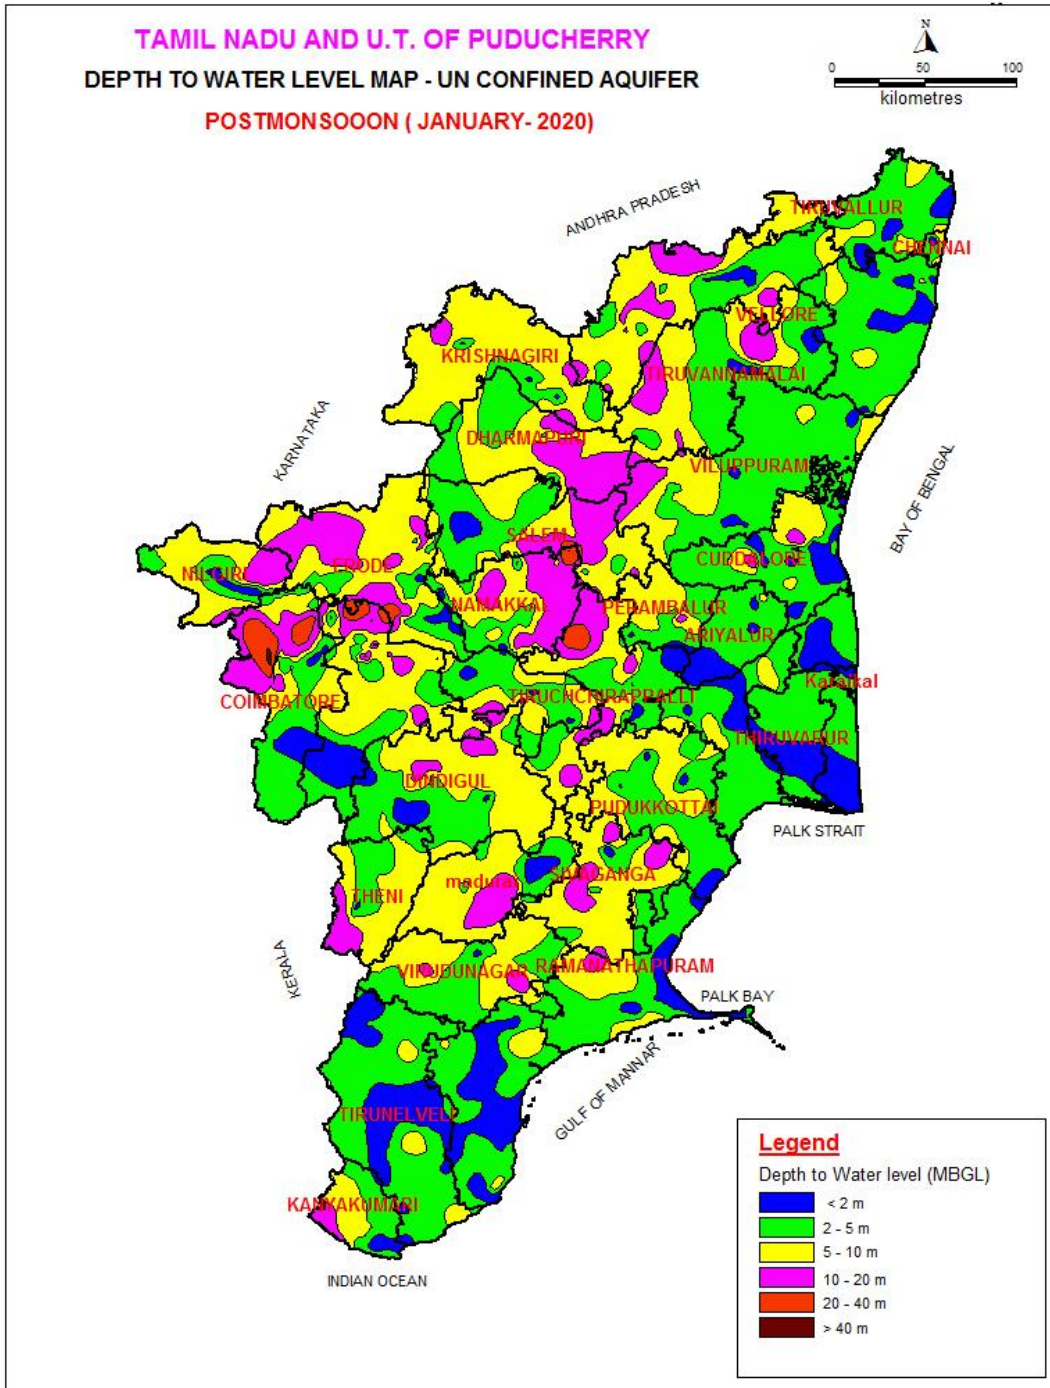 TAMIL NADU AND U.T. OF PUDUCHERRY
N
DEPTH TO WATER LEVEL MAP - UN CONFINED AQUIFER
0 50 100
kilometres
POSTMONSOOON ( JANUARY- 2020)
ANDHRA PRADESH
TIRUVALLUR
CHENNAI
VELLORE
KRISHNAGIRI
TIRUVANNAMALAI
KARNATAKA
DHARMAPURI
VILUPPURAM
BAY OF BENGAL
SALEM
CUDDALORE
ERODE
NILGIRI
NAMAKKAL
PERAMBALUR
ARIYALUR
Karaikal
TIRUCHCHIRAPPALLI
COIMBATORE
THIRUVARUR
DINDIGUL
PUDUKKOTTAI
PALK STRAIT
SIVAGANGA
madurai
THENI
KERALA
VIRUDUNAGAR
RAMANATHAPURAM
PALK BAY
GULF OF MANNAR
TIRUNELVELI
KANYAKUMARI
INDIAN OCEAN
Legend
Depth to Water level (MBGL)
< 2 m
2 - 5 m
5 - 10 m
10 - 20 m
20 - 40 m
> 40 m